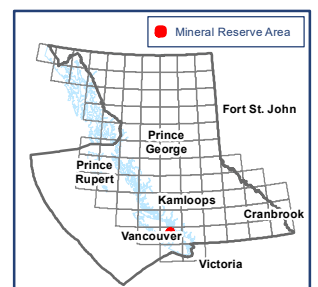 Mineral Reserve Area
Fort St. John
Prince
George
Prince
Rupert
Kamloops
Cranbrook
Vancouver
Victoria